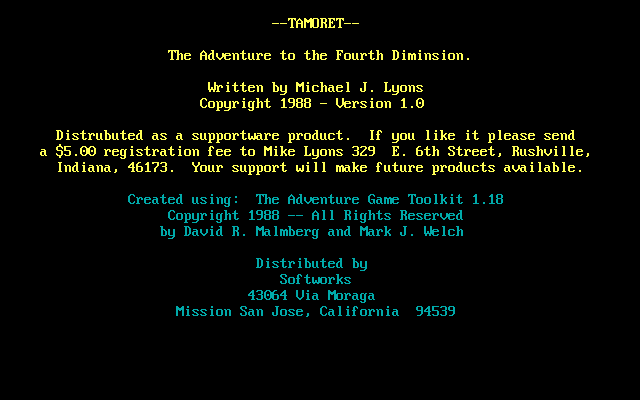 --TAMORET--
The Adventure to the Fourth Diminsion.
Written by Michael J. Lyons
Copyright 1988 - Version 1.0
Distrubuted as a supportware product.  If you like it please send
a $5.00 registration fee to Mike Lyons 329  E. 6th Street, Rushville,
Indiana, 46173.  Your support will make future products available.
Created using:  The Adventure Game Toolkit 1.18
Copyright 1988 -- All Rights Reserved
by David R. Malmberg and Mark J. Welch
Distributed by
Softworks
43064 Via Moraga
Mission San Jose, California  94539